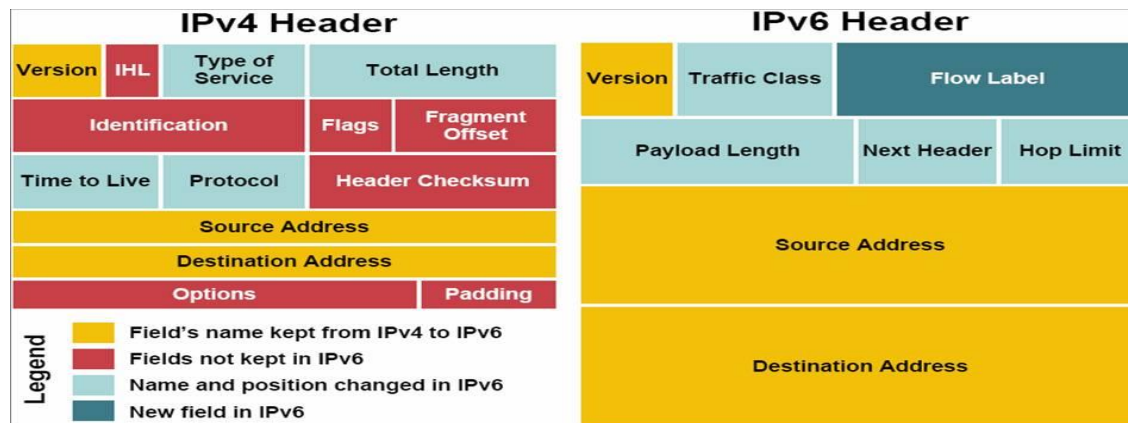 IPv4 Header
Version IHL Type of Service Total Length
Identification Flags Fragment Offset
Time to Live Protocol Header Checksum
Source Address
Destination Address
Options Padding
Legend
Field's name kept from IPv4 to IPv6
Fields not kept in IPv6
Name and position changed in IPv6
New field in IPv6
IPv6 Header
Version Traffic Class Flow Label
Payload Length Next Header Hop Limit
Source Address
Destination Address